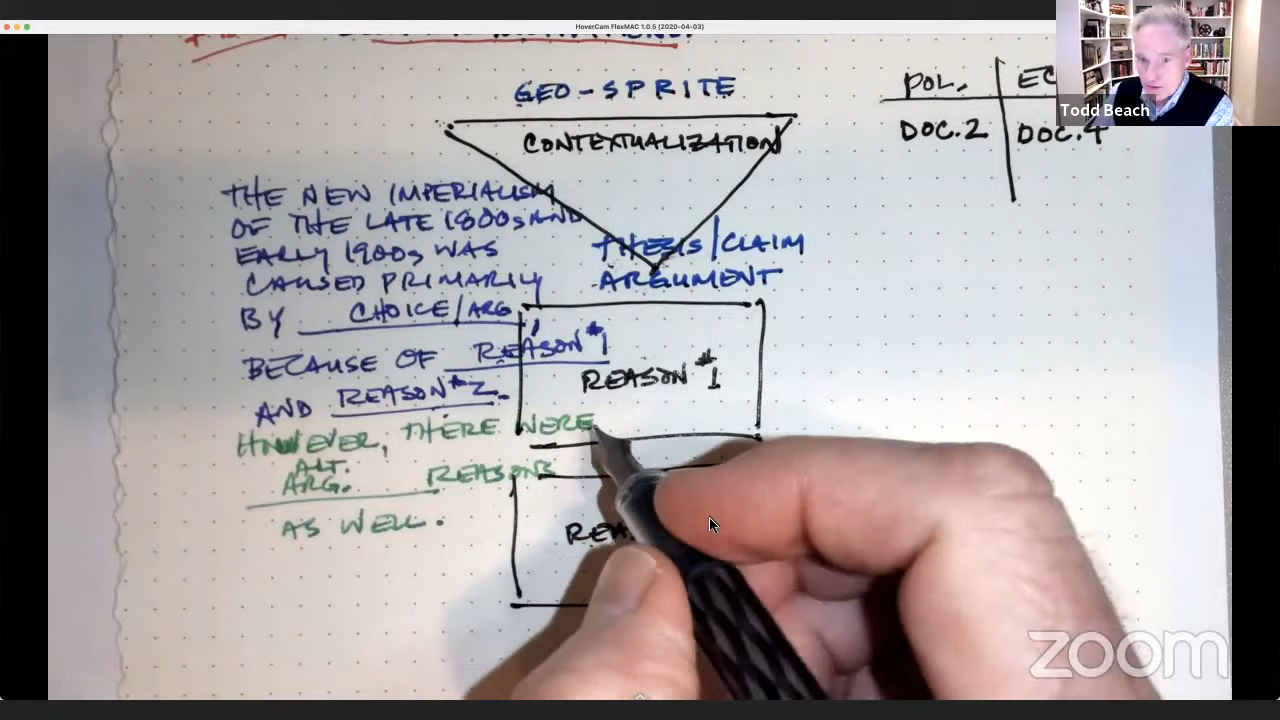 HoverCam FlexMAC 1.0.5 (2020-04-03)
GEO-SPRITE
CONTEXTUALIZATION
POL. EC
DOC.2 DOC.4
Todd Beach
THE NEW IMPERIALISM
OF THE LATE 1800s AND
EARLY 1900s WAS
CAUSED PRIMARILY
BY CHOICE/ARG,
BECAUSE OF REASON #1
AND REASON #2.
HOWEVER, THERE WERE
ALT.
ARG. REASONS
AS WELL.
THESIS/CLAIM
ARGUMENT
REASON #1
REA
zoom